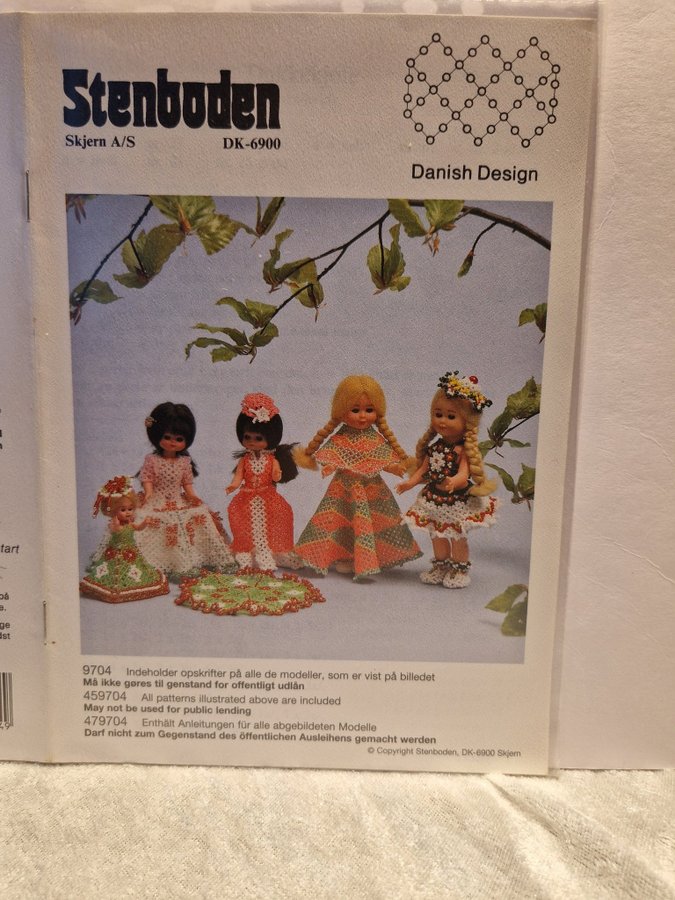 Stenboden
Skjern A/S DK-6900
Danish Design
9704 Indeholder opskrifter på alle de modeller, som er vist på billedet
Må ikke gøres til genstand for offentligt udlån
459704 All patterns illustrated above are included
May not be used for public lending
479704 Enthält Anleitungen für alle abgebildeten Modelle
Darf nicht zum Gegenstand des öffentlichen Ausleihens gemacht werden
© Copyright Stenboden, DK-6900 Skjern